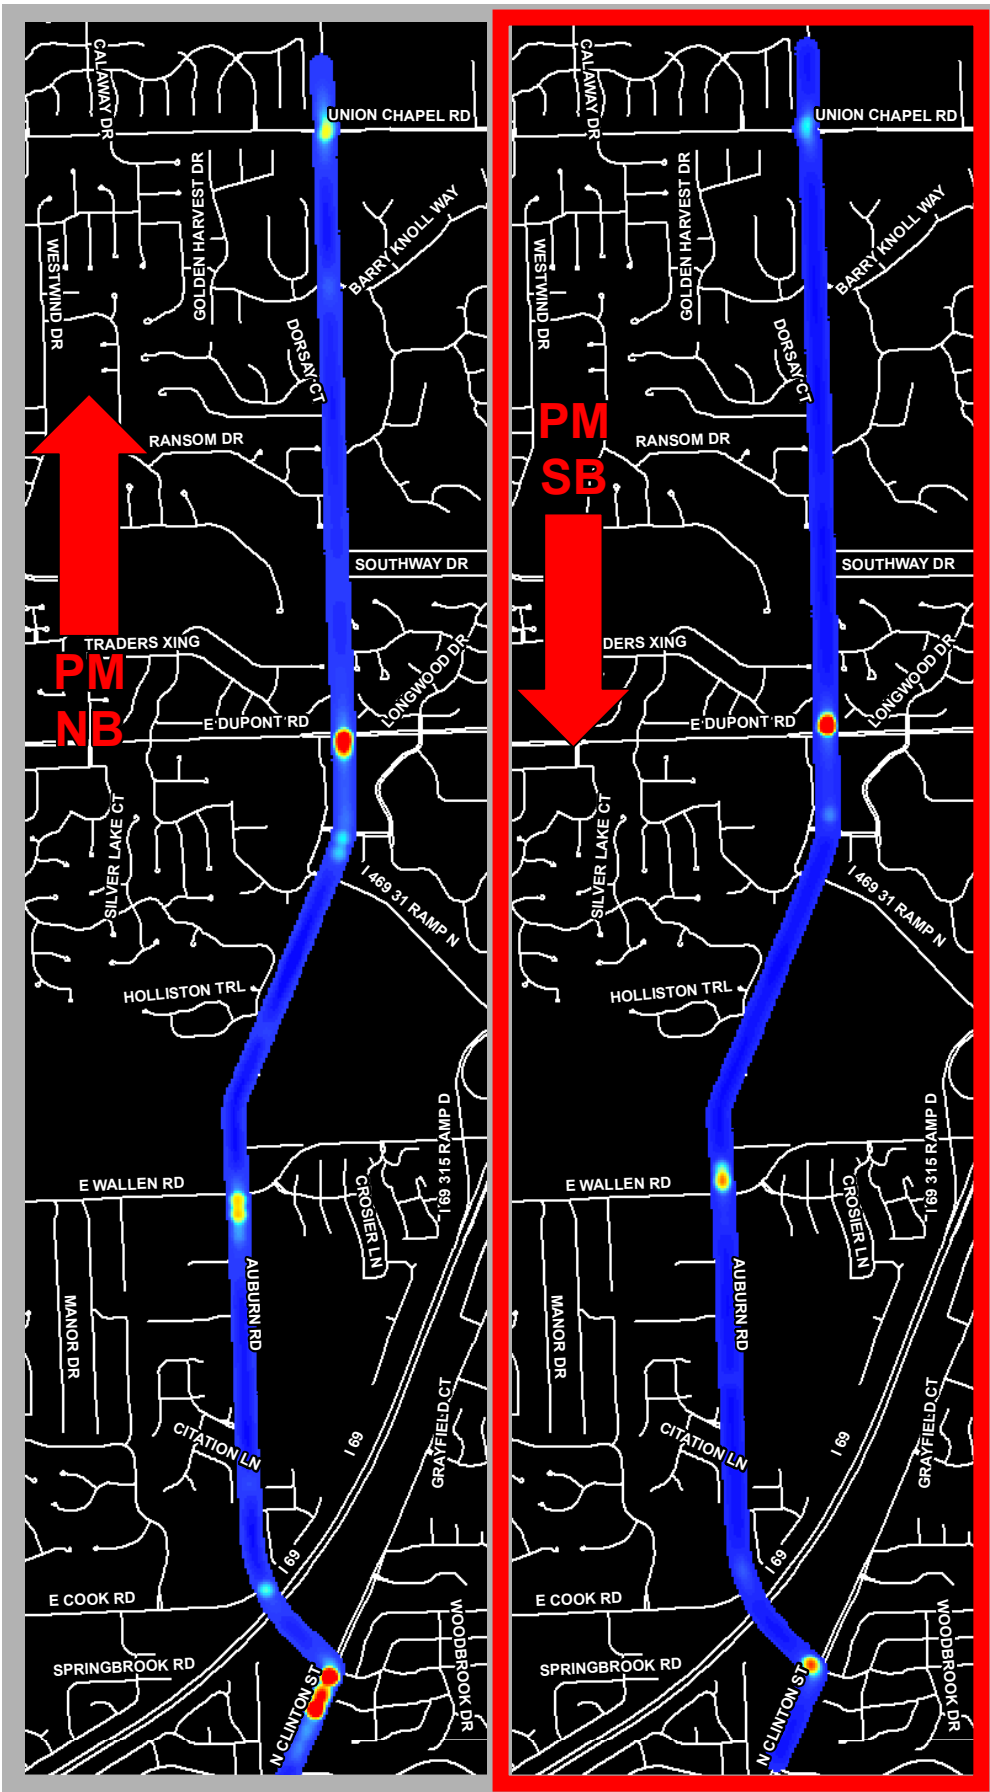 CALAWAY DR
UNION CHAPEL RD
GOLDEN HARVEST DR
BARRY KNOLL WAY
WESTWIND DR
DORSAY CT
RANSOM DR
SOUTHWAY DR
TRADERS XING
PM
NB
LONGWOOD DR
E DUPONT RD
SILVER LAKE CT
I 469 31 RAMP N
HOLLISTON TRL
I 69 315 RAMP D
E WALLEN RD
CROSIER LN
AUBURN RD
MANOR DR
GRAYFIELD CT
CITATION LN
I 69
I 69
E COOK RD
WOODBROOK DR
SPRINGBROOK RD
N CLINTON ST
CALAWAY DR
UNION CHAPEL RD
GOLDEN HARVEST DR
BARRY KNOLL WAY
WESTWIND DR
DORSAY CT
PM
SB
RANSOM DR
SOUTHWAY DR
DERS XING
LONGWOOD DR
E DUPONT RD
SILVER LAKE CT
I 469 31 RAMP N
HOLLISTON TRL
I 69 315 RAMP D
E WALLEN RD
CROSIER LN
AUBURN RD
MANOR DR
GRAYFIELD CT
CITATION LN
I 69
I 69
E COOK RD
WOODBROOK DR
SPRINGBROOK RD
N CLINTON ST